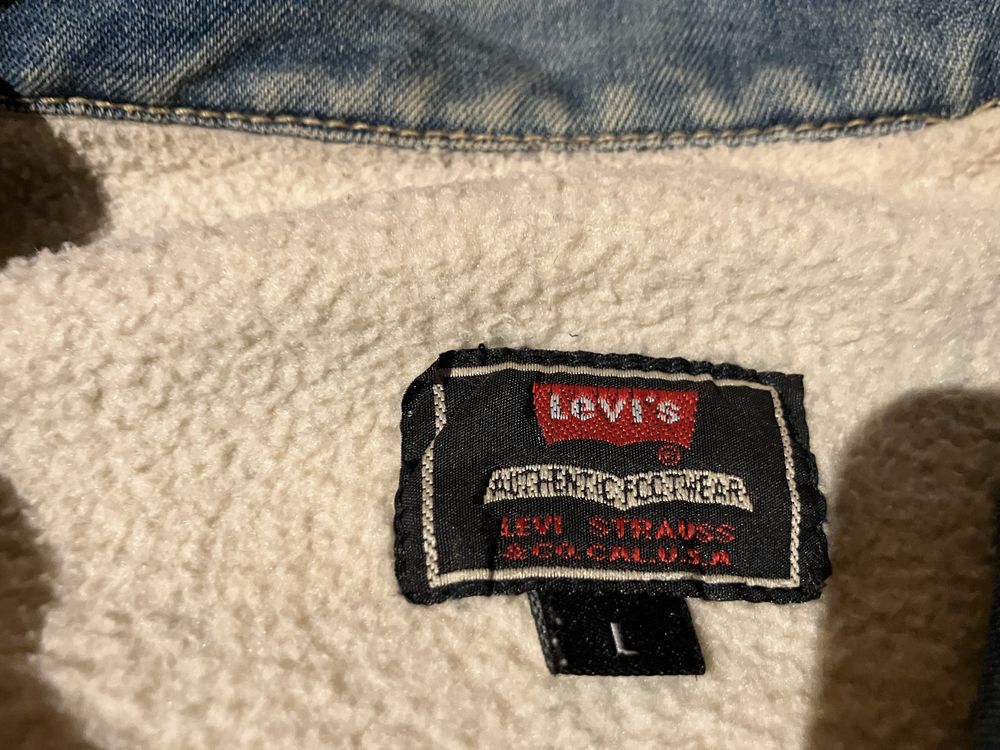 Levi's
®
AUTHENTIC FOOTWEAR
LEVI STRAUSS
& CO. CAL. U.S.A
L